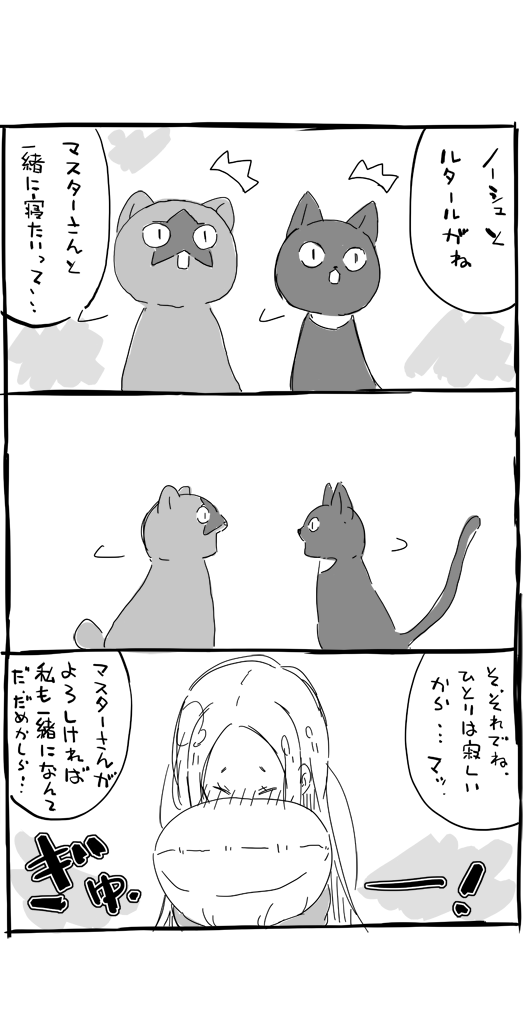 ノーシュと
ルタールがね
マスターさんと
一緒に寝たいって・・・
そ、それでね、
ひとりは寂しい
から・・・マッ、
マスターさんが
よろしければ
私も一緒になんて
だ、だめかしら・・・
ぎゅ、
ー！